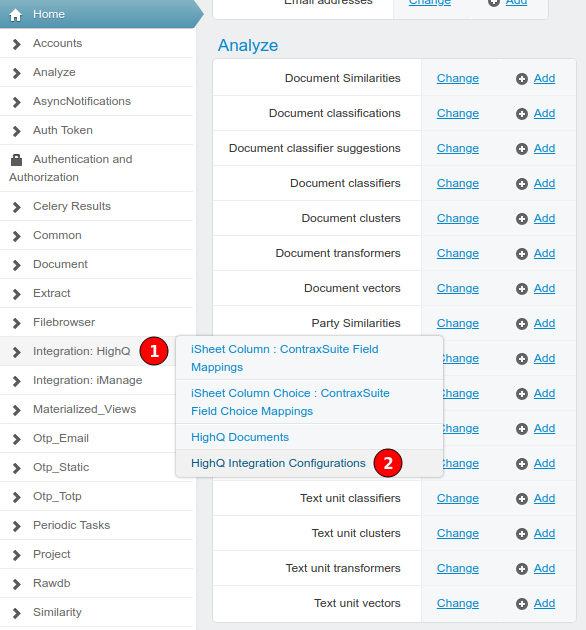 Home
Accounts
Analyze
AsyncNotifications
Auth Token
Authentication and
Authorization
Celery Results
Common
Document
Extract
Filebrowser
Integration: HighQ
1
Integration: iManage
Materialized_Views
Otp_Email
Otp_Static
Otp_Totp
Periodic Tasks
Project
Rawdb
Similarity
iSheet Column : ContraxSuite Field
Mappings
iSheet Column Choice : ContraxSuite
Field Choice Mappings
HighQ Documents
HighQ Integration Configurations
2
Email addresses Change Add
Analyze
Document Similarities Change Add
Document classifications Change Add
Document classifier suggestions Change Add
Document classifiers Change Add
Document clusters Change Add
Document transformers Change Add
Document vectors Change Add
Party Similarities Change Add
Change Add
Change Add
Change Add
Change Add
Text unit classifiers Change Add
Text unit clusters Change Add
Text unit transformers Change Add
Text unit vectors Change Add